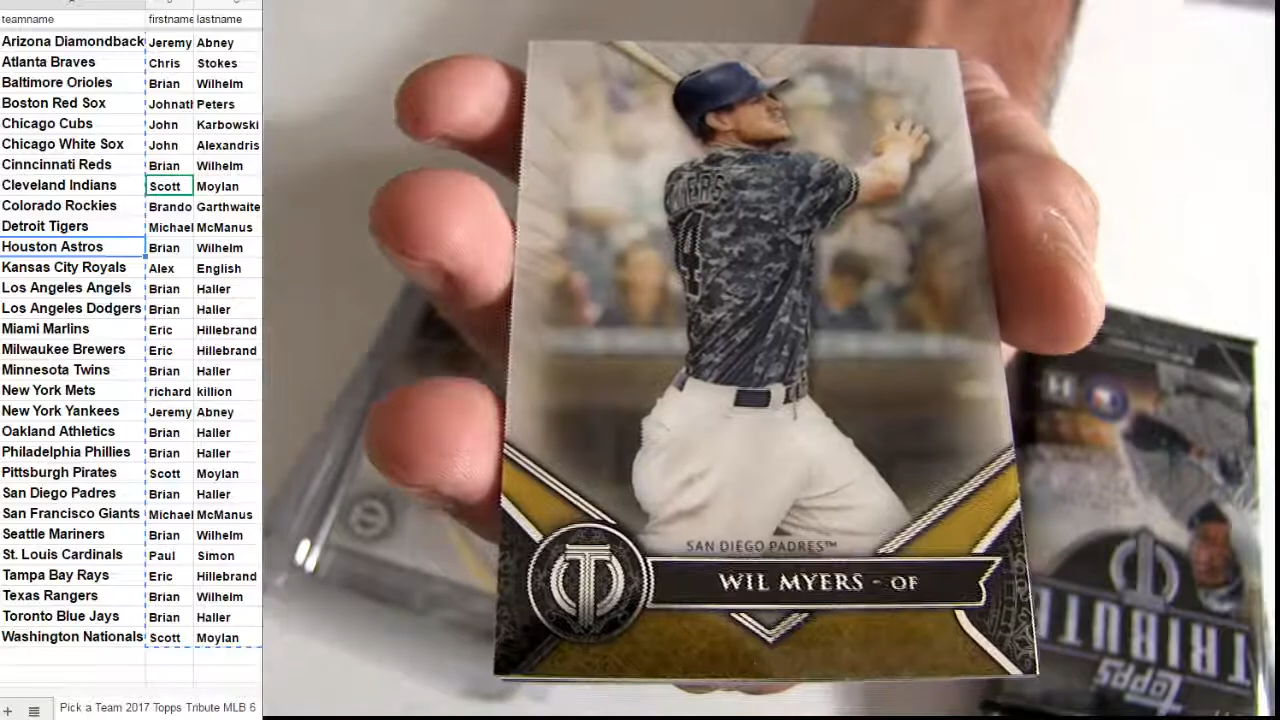 teamname firstname lastname
Arizona Diamondback Jeremy Abney
Atlanta Braves Chris Stokes
Baltimore Orioles Brian Wilhelm
Boston Red Sox Johnatl Peters
Chicago Cubs John Karbowski
Chicago White Sox John Alexandris
Cinncinnati Reds Brian Wilhelm
Cleveland Indians Scott Moylan
Colorado Rockies Brando Garthwaite
Detroit Tigers Michael McManus
Houston Astros Brian Wilhelm
Kansas City Royals Alex English
Los Angeles Angels Brian Haller
Los Angeles Dodgers Brian Haller
Miami Marlins Eric Hillebrand
Milwaukee Brewers Eric Hillebrand
Minnesota Twins Brian Haller
New York Mets richard killion
New York Yankees Jeremy Abney
Oakland Athletics Brian Haller
Philadelphia Phillies Brian Haller
Pittsburgh Pirates Scott Moylan
San Diego Padres Brian Haller
San Francisco Giants Michael McManus
Seattle Mariners Brian Wilhelm
St. Louis Cardinals Paul Simon
Tampa Bay Rays Eric Hillebrand
Texas Rangers Brian Wilhelm
Toronto Blue Jays Brian Haller
Washington Nationals Scott Moylan
Pick a Team 2017 Topps Tribute MLB 6
MYERS
4
SAN DIEGO PADRES™
WIL MYERS - OF
H
TRIBUTE
Topps